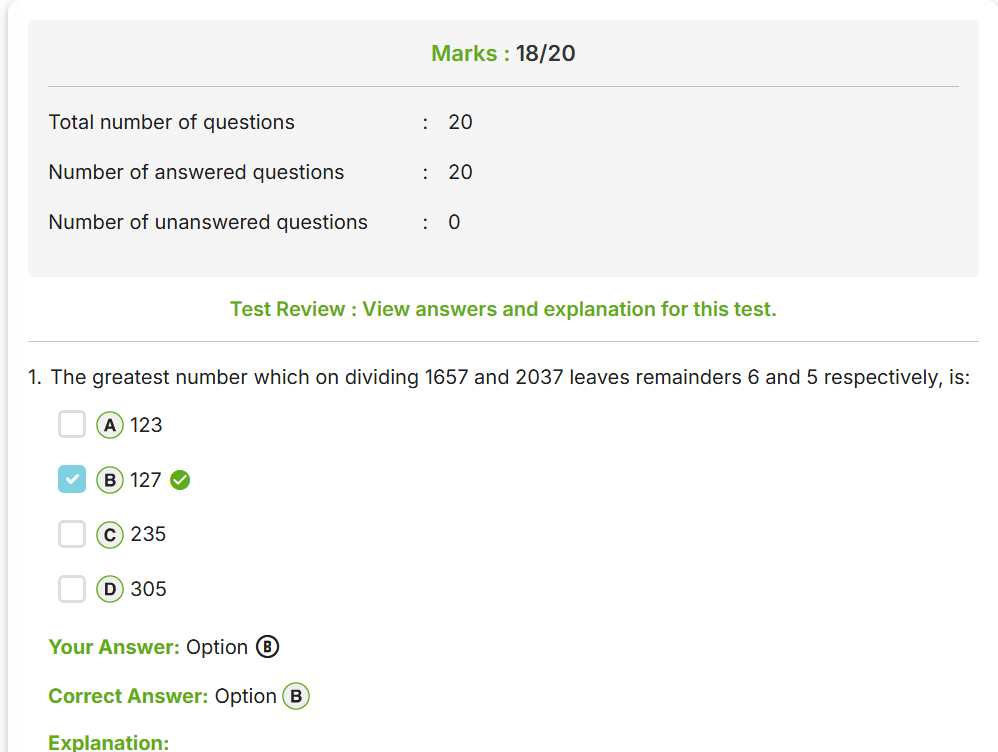 Marks : 18/20
Total number of questions : 20
Number of answered questions : 20
Number of unanswered questions : 0
Test Review : View answers and explanation for this test.
1. The greatest number which on dividing 1657 and 2037 leaves remainders 6 and 5 respectively, is:
A 123
B 127
C 235
D 305
Your Answer: Option B
Correct Answer: Option B
Explanation: